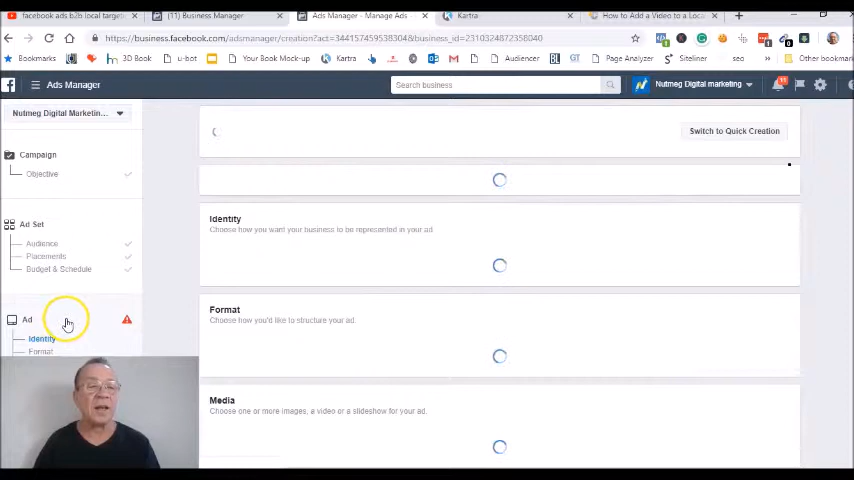 facebook ads b2b local targeti
(11) Business Manager
Ads Manager - Manage Ads -
Kartra
How to Add a Video to a Loca
https://business.facebook.com/adsmanager/creation?act=344157459538304&business_id=2310324872358040
Bookmarks
3D Book
u-bot
Your Book Mock-up
Kartra
Audiencer
BL
GT
Page Analyzer
Siteliner
seo
Other bookmark
Ads Manager
Search business
Nutmeg Digital marketing
Nutmeg Digital Marketin...
Switch to Quick Creation
Campaign
Objective
Ad Set
Audience
Placements
Budget & Schedule
Ad
Identity
Format
Identity
Choose how you want your business to be represented in your ad
Format
Choose how you'd like to structure your ad.
Media
Choose one or more images, a video or a slideshow for your ad.